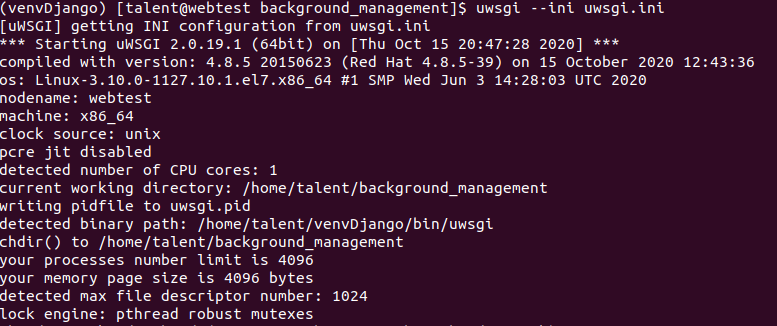 (venvDjango) [talent@webtest background_management]$ uwsgi --ini uwsgi.ini
[uWSGI] getting INI configuration from uwsgi.ini
*** Starting uWSGI 2.0.19.1 (64bit) on [Thu Oct 15 20:47:28 2020] ***
compiled with version: 4.8.5 20150623 (Red Hat 4.8.5-39) on 15 October 2020 12:43:36
os: Linux-3.10.0-1127.10.1.el7.x86_64 #1 SMP Wed Jun 3 14:28:03 UTC 2020
nodename: webtest
machine: x86_64
clock source: unix
pcre jit disabled
detected number of CPU cores: 1
current working directory: /home/talent/background_management
writing pidfile to uwsgi.pid
detected binary path: /home/talent/venvDjango/bin/uwsgi
chdir() to /home/talent/background_management
your processes number limit is 4096
your memory page size is 4096 bytes
detected max file descriptor number: 1024
lock engine: pthread robust mutexes